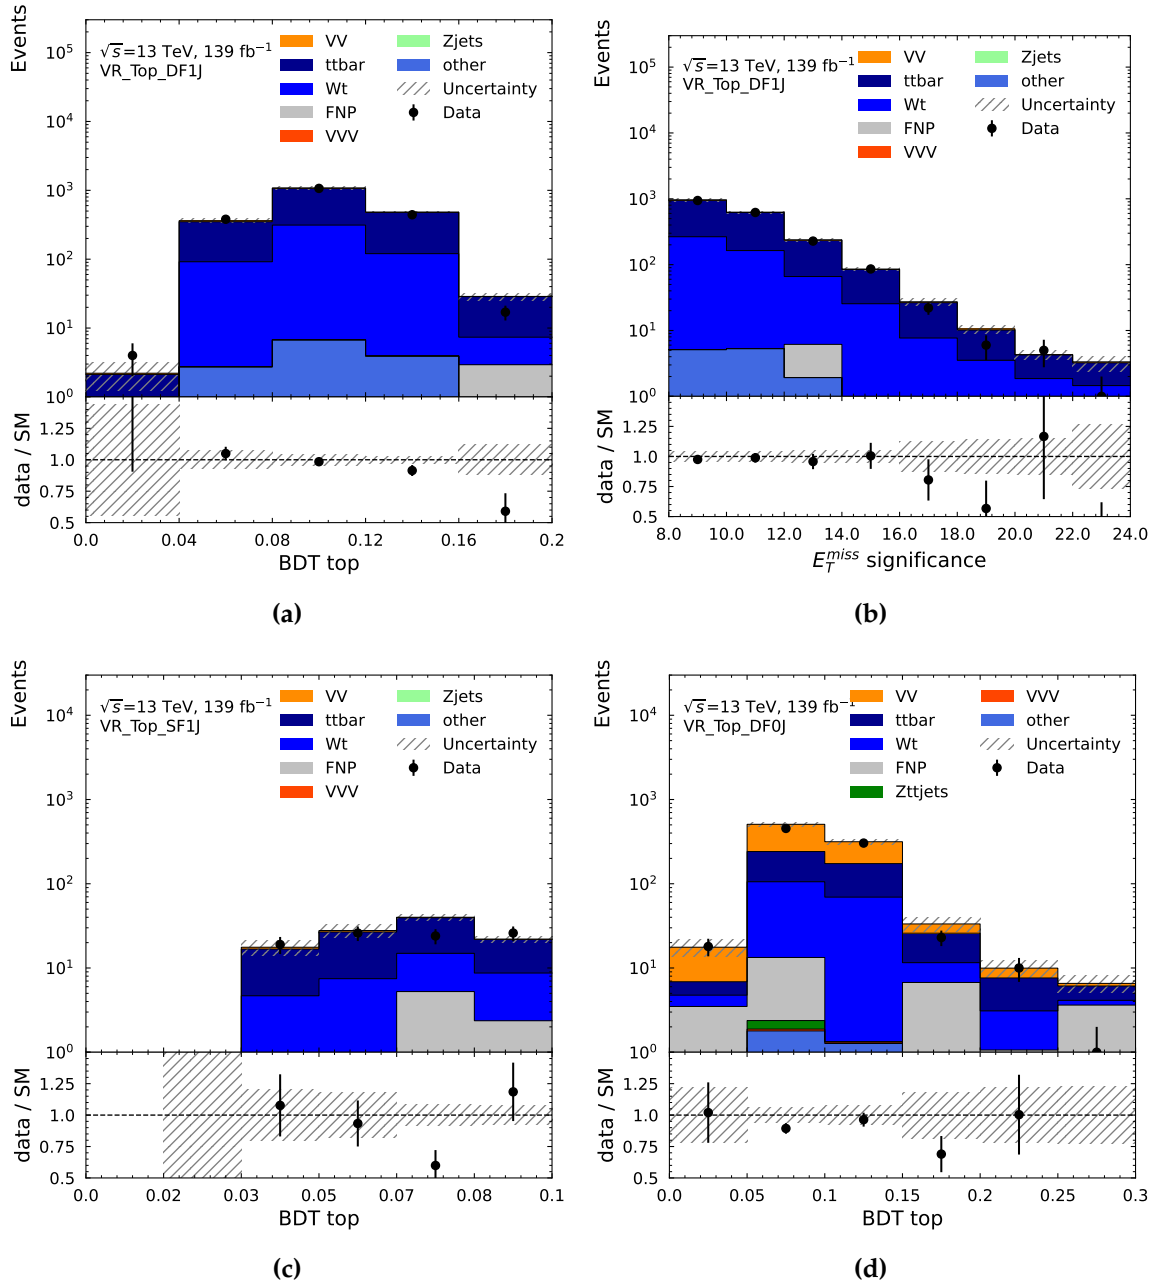 Events
√s=13 TeV, 139 fb⁻¹
VR_Top_DF1J
VV
ttbar
Wt
FNP
VVV
Zjets
other
Uncertainty
Data
10⁵
10⁴
10³
10²
10¹
10⁰
data / SM
1.25
1.0
0.75
0.5
0.0 0.04 0.08 0.12 0.16 0.2
BDT top
(a)
Events
√s=13 TeV, 139 fb⁻¹
VR_Top_DF1J
VV
ttbar
Wt
FNP
VVV
Zjets
other
Uncertainty
Data
10⁵
10⁴
10³
10²
10¹
10⁰
data / SM
1.25
1.0
0.75
0.5
8.0 10.0 12.0 14.0 16.0 18.0 20.0 22.0 24.0
E_T^miss significance
(b)
Events
√s=13 TeV, 139 fb⁻¹
VR_Top_SF1J
VV
ttbar
Wt
FNP
VVV
Zjets
other
Uncertainty
Data
10⁴
10³
10²
10¹
10⁰
data / SM
1.25
1.0
0.75
0.5
0.0 0.02 0.03 0.05 0.07 0.08 0.1
BDT top
(c)
Events
√s=13 TeV, 139 fb⁻¹
VR_Top_DF0J
VV
ttbar
Wt
FNP
Zttjets
VVV
other
Uncertainty
Data
10⁴
10³
10²
10¹
10⁰
data / SM
1.25
1.0
0.75
0.5
0.0 0.05 0.1 0.15 0.2 0.25 0.3
BDT top
(d)